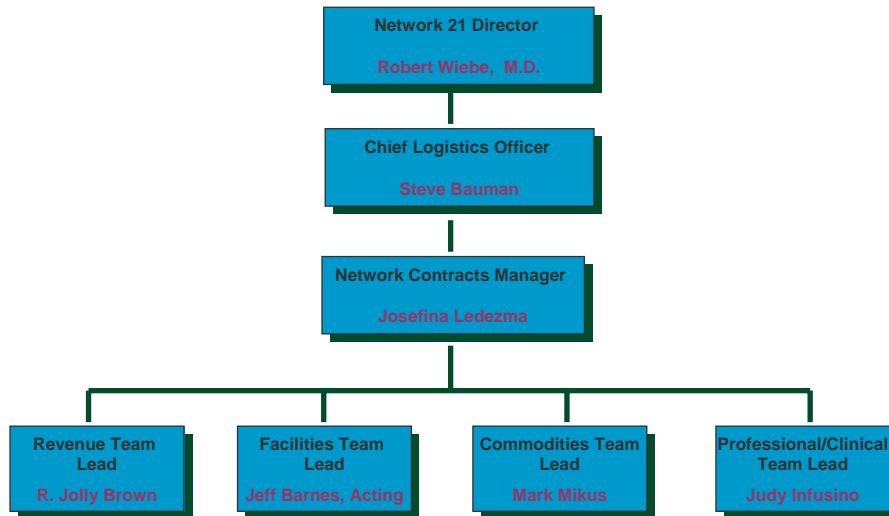 Network 21 Director
Robert Wiebe, M.D.
Chief Logistics Officer
Steve Bauman
Network Contracts Manager
Josefina Ledezma
Revenue Team
Lead
R. Jolly Brown
Facilities Team
Lead
Jeff Barnes, Acting
Commodities Team
Lead
Mark Mikus
Professional/Clinical
Team Lead
Judy Infusino